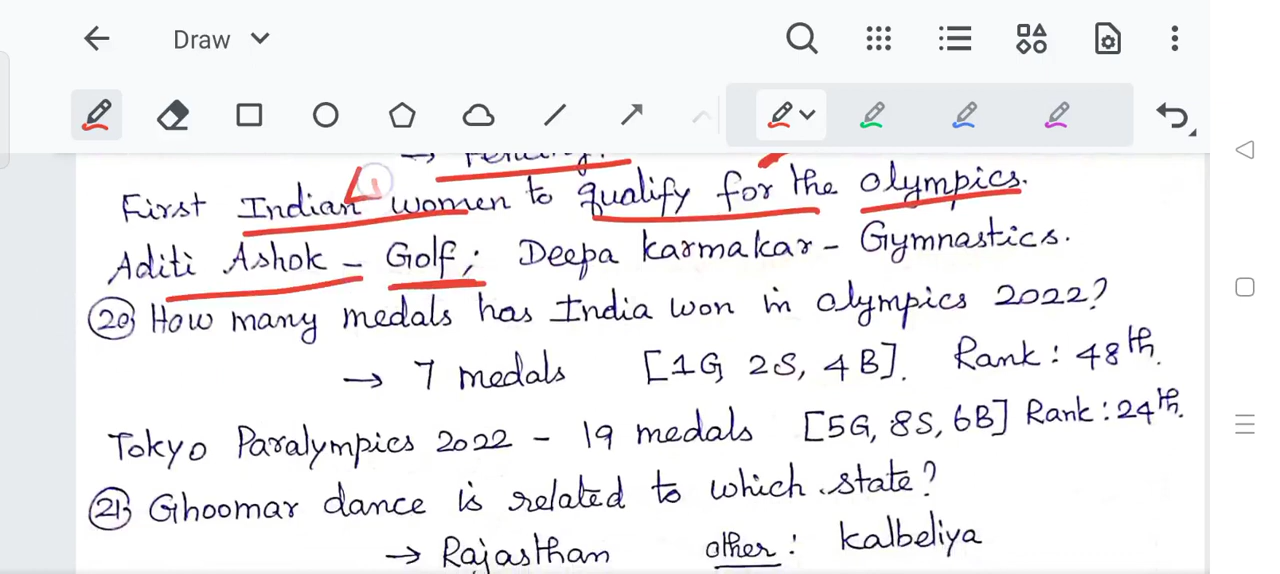 Draw
→ Fencing.
First Indian women to qualify for the olympics.
Aditi Ashok - Golf; Deepa karmakar - Gymnastics.
20) How many medals has India won in olympics 2022?
→ 7 medals [1G, 2S, 4B]. Rank: 48th.
Tokyo Paralympics 2022 - 19 medals [5G, 8S, 6B] Rank: 24th.
21) Ghoomar dance is related to which state?
→ Rajasthan other: kalbeliya